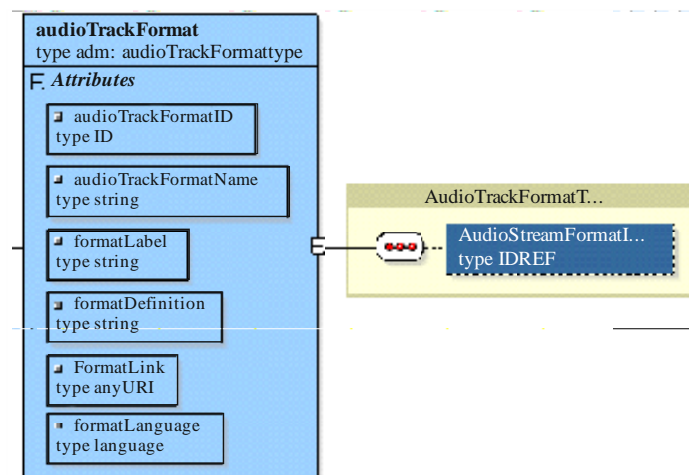 audioTrackFormat
type adm: audioTrackFormattype
Attributes
audioTrackFormatID
type ID
audioTrackFormatName
type string
formatLabel
type string
formatDefinition
type string
FormatLink
type anyURI
formatLanguage
type language
AudioTrackFormatT...
AudioStreamFormatI...
type IDREF